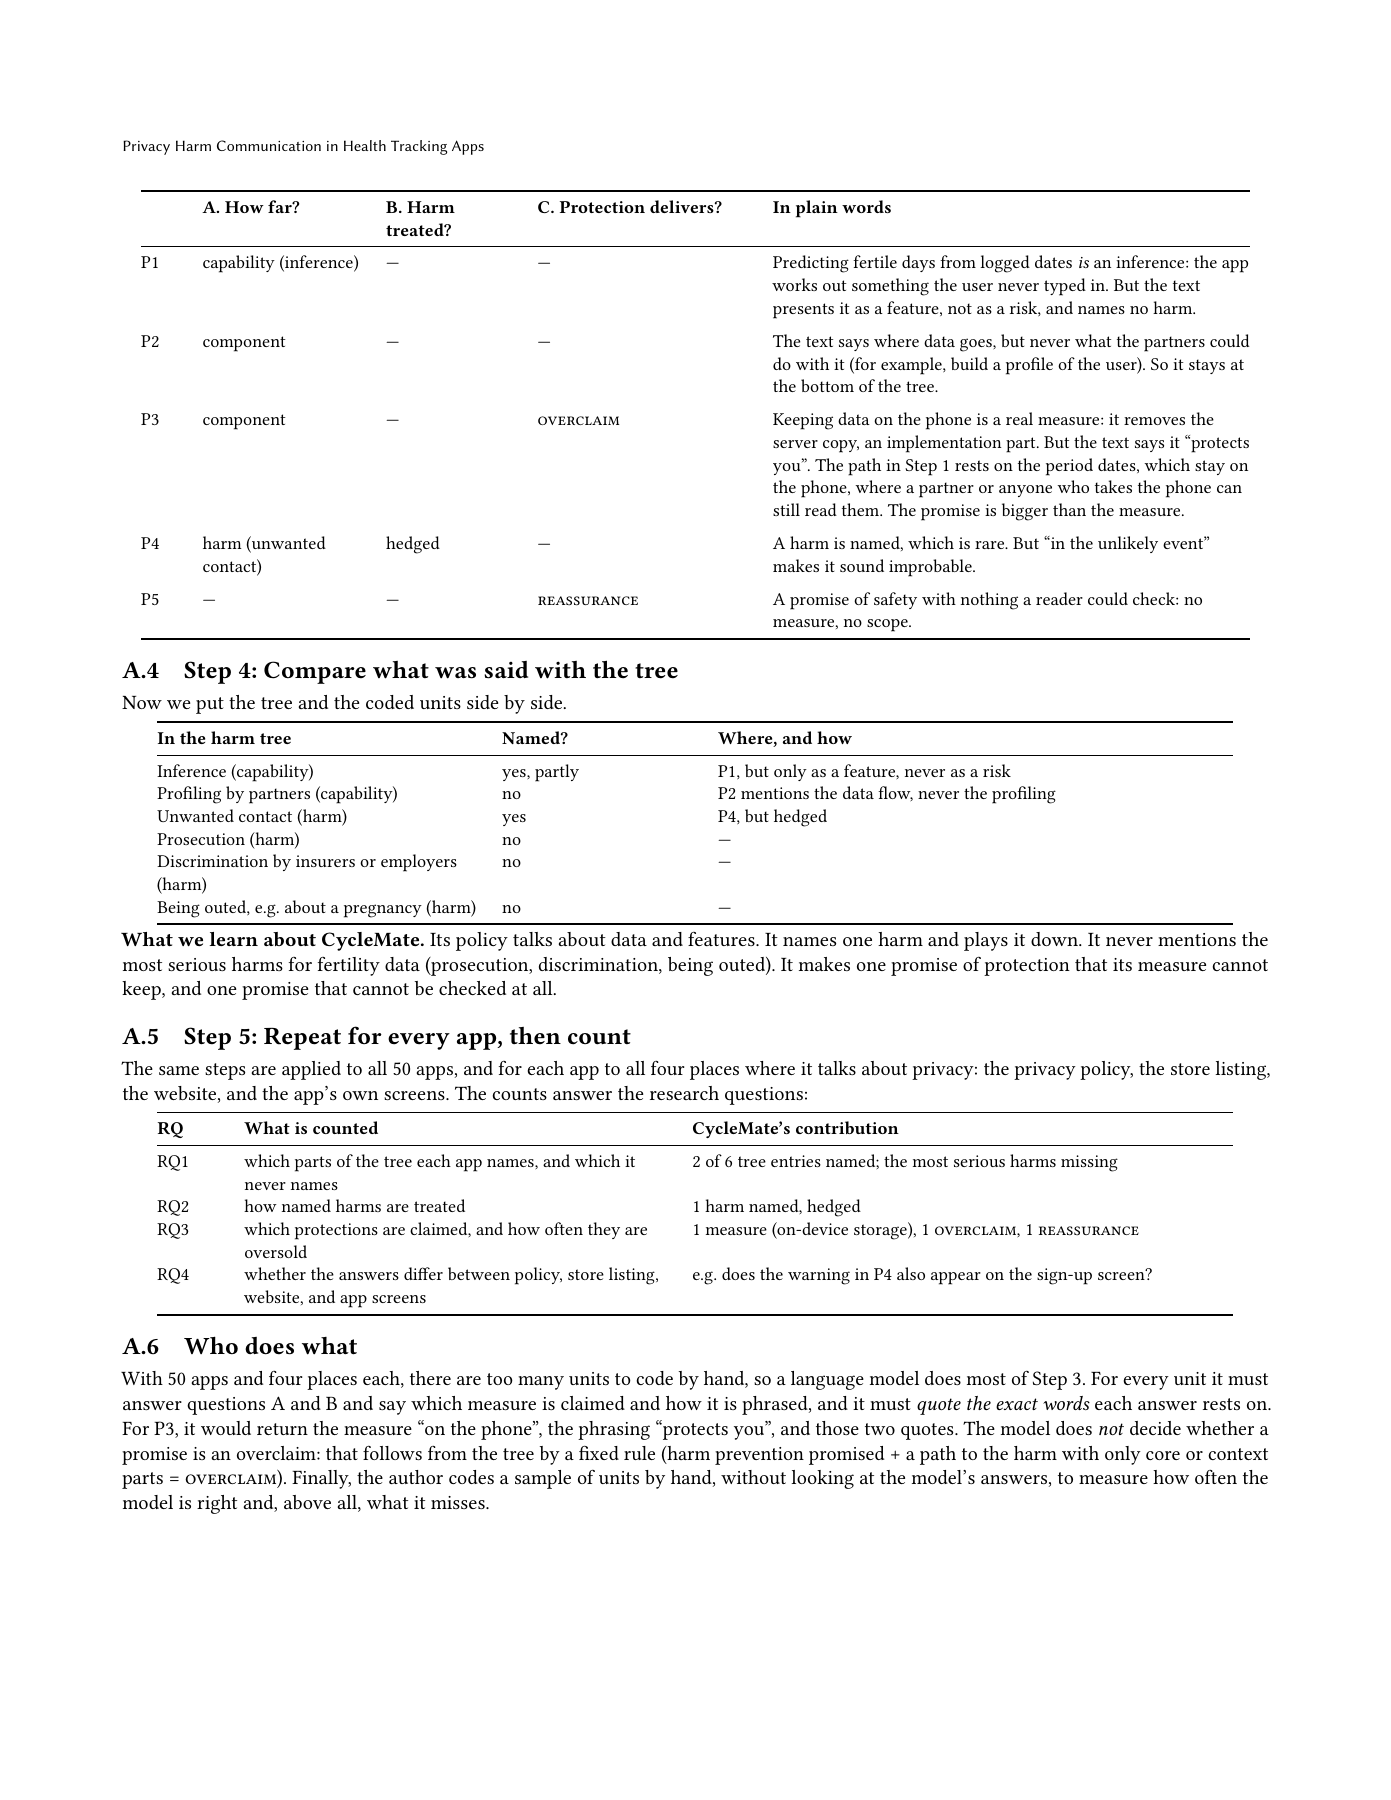 Privacy Harm Communication in Health Tracking Apps
A. How far?
B. Harm treated?
C. Protection delivers?
In plain words
P1
capability (inference)
—
—
Predicting fertile days from logged dates is an inference: the app
works out something the user never typed in. But the text
presents it as a feature, not as a risk, and names no harm.
P2
component
—
—
The text says where data goes, but never what the partners could
do with it (for example, build a profile of the user). So it stays at
the bottom of the tree.
P3
component
—
OVERCLAIM
Keeping data on the phone is a real measure: it removes the
server copy, an implementation part. But the text says it “protects
you”. The path in Step 1 rests on the period dates, which stay on
the phone, where a partner or anyone who takes the phone can
still read them. The promise is bigger than the measure.
P4
harm (unwanted
contact)
hedged
—
A harm is named, which is rare. But “in the unlikely event”
makes it sound improbable.
P5
—
—
REASSURANCE
A promise of safety with nothing a reader could check: no
measure, no scope.
A.4 Step 4: Compare what was said with the tree
Now we put the tree and the coded units side by side.
In the harm tree
Named?
Where, and how
Inference (capability)
yes, partly
P1, but only as a feature, never as a risk
Profiling by partners (capability)
no
P2 mentions the data flow, never the profiling
Unwanted contact (harm)
yes
P4, but hedged
Prosecution (harm)
no
—
Discrimination by insurers or employers
(harm)
no
—
Being outed, e.g. about a pregnancy (harm)
no
—
What we learn about CycleMate. Its policy talks about data and features. It names one harm and plays it down. It never mentions the
most serious harms for fertility data (prosecution, discrimination, being outed). It makes one promise of protection that its measure cannot
keep, and one promise that cannot be checked at all.
A.5 Step 5: Repeat for every app, then count
The same steps are applied to all 50 apps, and for each app to all four places where it talks about privacy: the privacy policy, the store listing,
the website, and the app’s own screens. The counts answer the research questions:
RQ
What is counted
CycleMate’s contribution
RQ1
which parts of the tree each app names, and which it
never names
2 of 6 tree entries named; the most serious harms missing
RQ2
how named harms are treated
1 harm named, hedged
RQ3
which protections are claimed, and how often they are
oversold
1 measure (on-device storage), 1 OVERCLAIM, 1 REASSURANCE
RQ4
whether the answers differ between policy, store listing,
website, and app screens
e.g. does the warning in P4 also appear on the sign-up screen?
A.6 Who does what
With 50 apps and four places each, there are too many units to code by hand, so a language model does most of Step 3. For every unit it must
answer questions A and B and say which measure is claimed and how it is phrased, and it must quote the exact words each answer rests on.
For P3, it would return the measure “on the phone”, the phrasing “protects you”, and those two quotes. The model does not decide whether a
promise is an overclaim: that follows from the tree by a fixed rule (harm prevention promised + a path to the harm with only core or context
parts = OVERCLAIM). Finally, the author codes a sample of units by hand, without looking at the model’s answers, to measure how often the
model is right and, above all, what it misses.